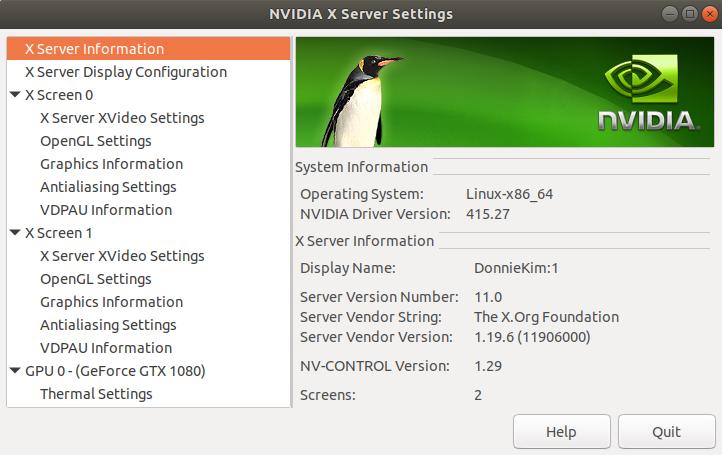 NVIDIA X Server Settings
X Server Information
X Server Display Configuration
X Screen 0
X Server XVideo Settings
OpenGL Settings
Graphics Information
Antialiasing Settings
VDPAU Information
X Screen 1
X Server XVideo Settings
OpenGL Settings
Graphics Information
Antialiasing Settings
VDPAU Information
GPU 0 - (GeForce GTX 1080)
Thermal Settings
NVIDIA.
System Information
Operating System: Linux-x86_64
NVIDIA Driver Version: 415.27
X Server Information
Display Name: DonnieKim:1
Server Version Number: 11.0
Server Vendor String: The X.Org Foundation
Server Vendor Version: 1.19.6 (11906000)
NV-CONTROL Version: 1.29
Screens: 2
Help
Quit